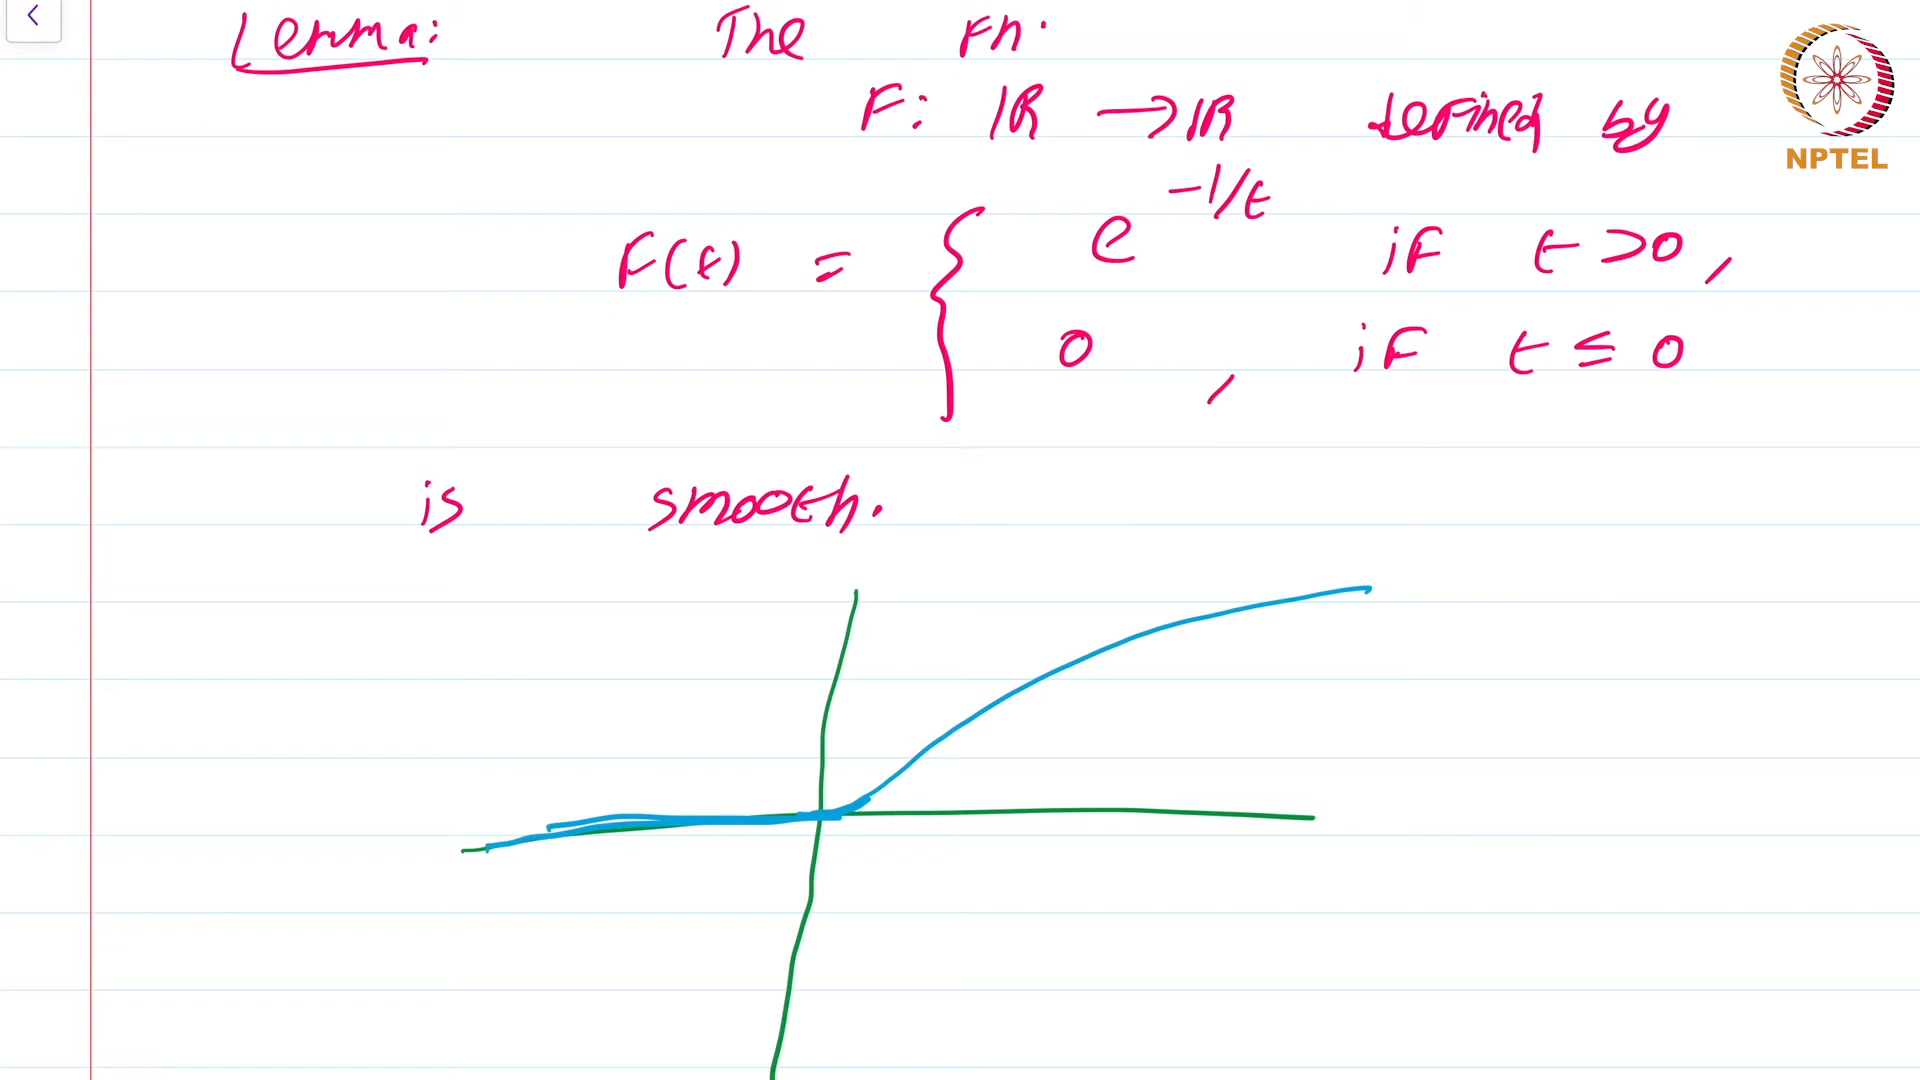 Lemma: The Fn.
F: ℝ → ℝ defined by
NPTEL
F(t) = { e^{-1/t} if t > 0,
0 , if t ≤ 0
is smooth.